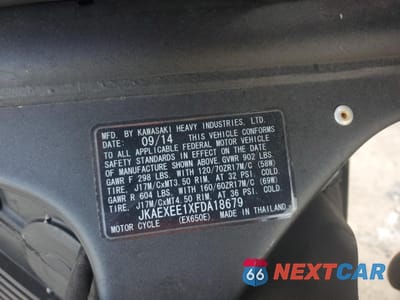 MFD. BY KAWASAKI HEAVY INDUSTRIES, LTD.
DATE: 09/14 THIS VEHICLE CONFORMS
TO ALL APPLICABLE FEDERAL MOTOR VEHICLE
SAFETY STANDARDS IN EFFECT ON THE DATE
OF MANUFACTURE SHOWN ABOVE. GVWR 902 LBS.
GAWR F 298 LBS. WITH 120/70ZR17M/C (58W)
TIRE, J17M/CxMT3.50 RIM, AT 32 PSI. COLD.
GAWR R 604 LBS. WITH 160/60ZR17M/C (69W)
TIRE, J17M/CxMT4.50 RIM, AT 36 PSI. COLD.
JKAEXEE1XFDA18679
MOTOR CYCLE (EX650E) MADE IN THAILAND
66 NEXTCAR